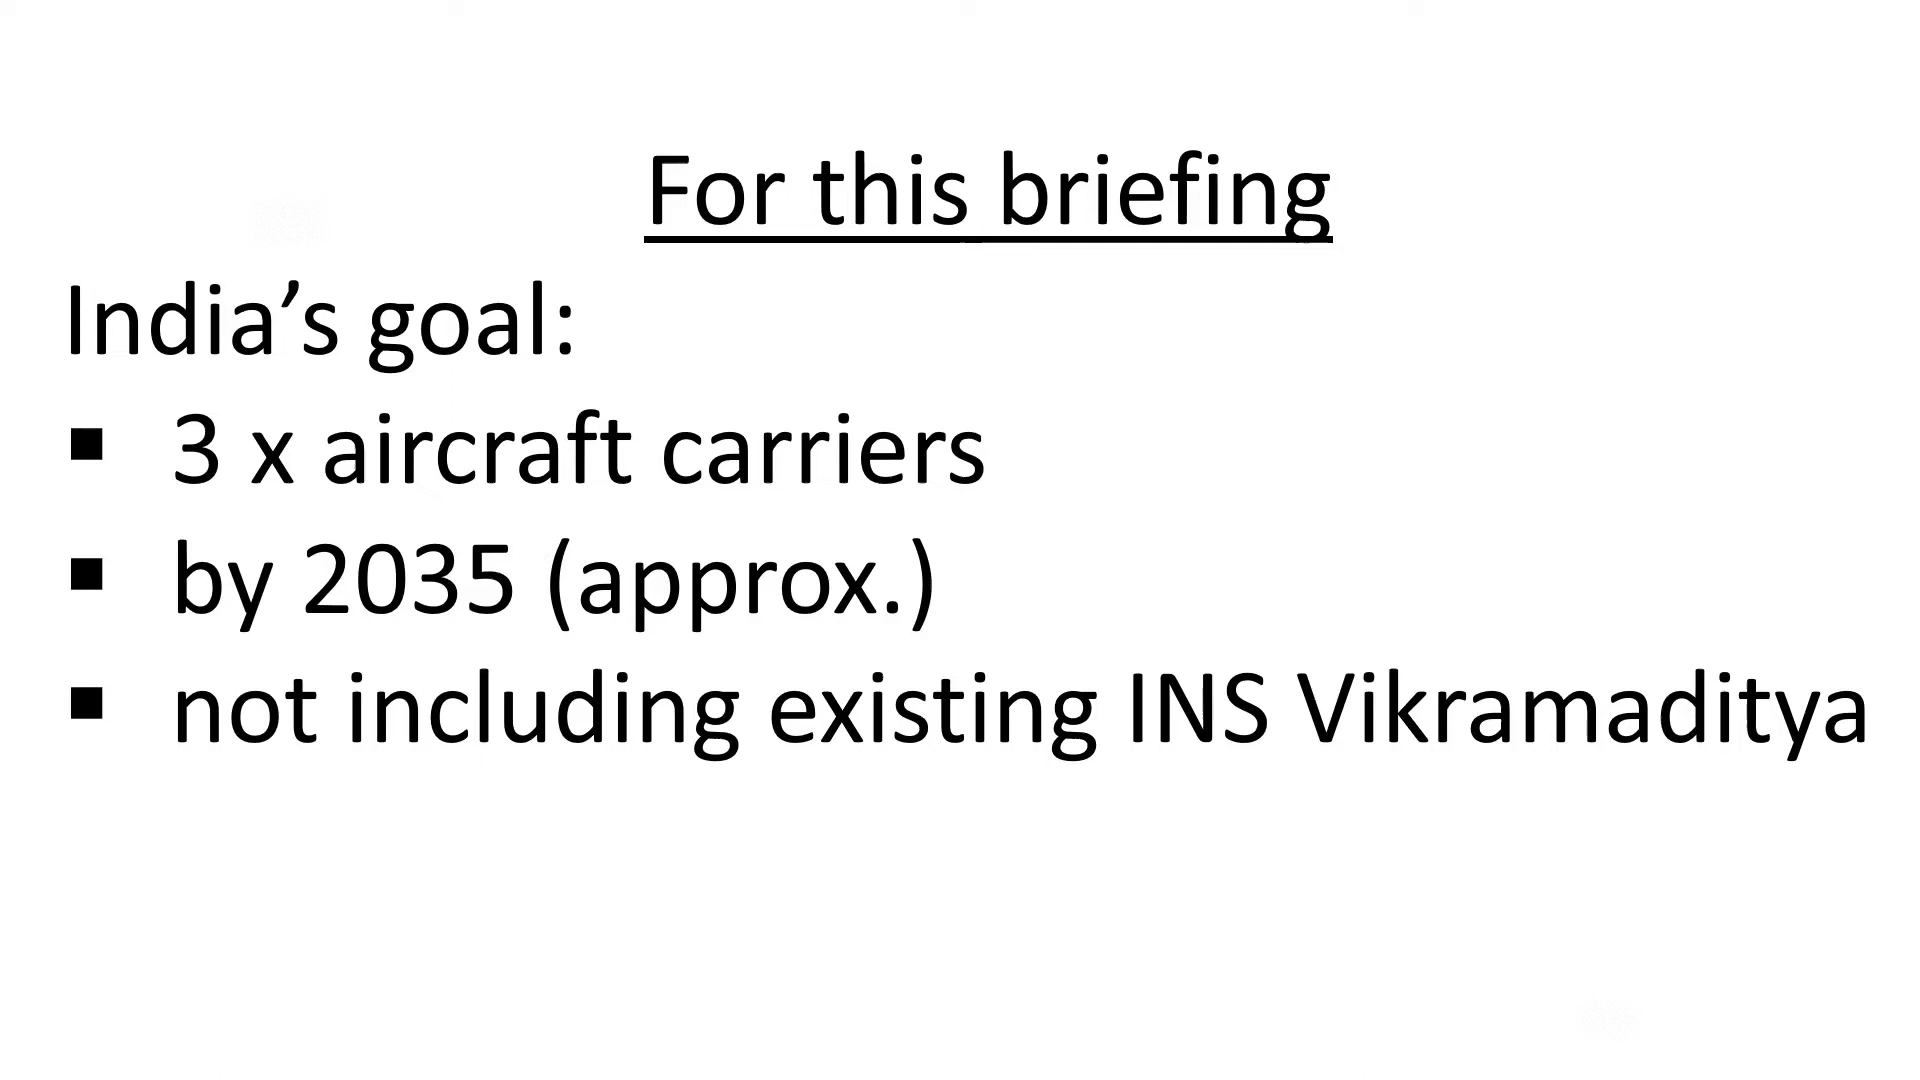 For this briefing
India’s goal:
▪ 3 x aircraft carriers
▪ by 2035 (approx.)
▪ not including existing INS Vikramaditya